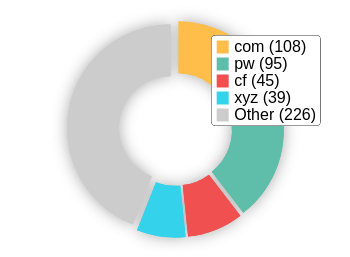 com (108)
pw (95)
cf (45)
xyz (39)
Other (226)